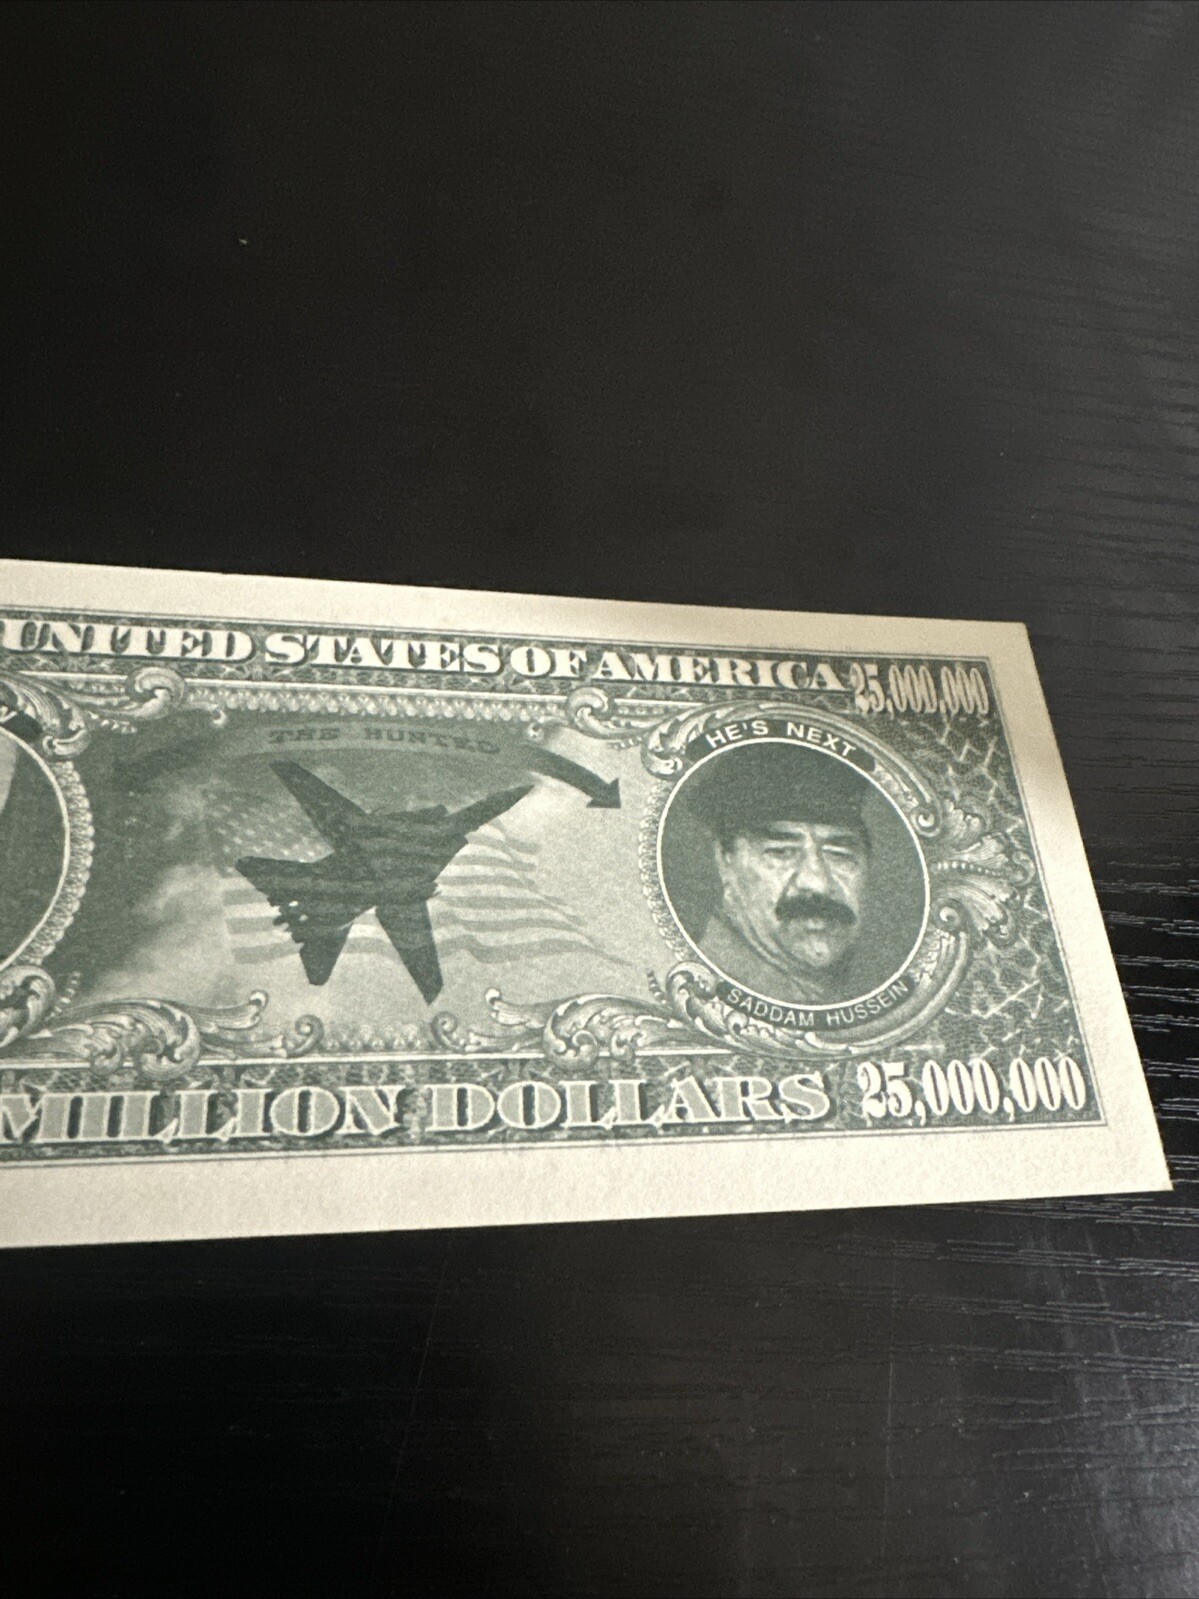 UNITED STATES OF AMERICA 25,000,000
THE HUNTED
HE'S NEXT
SADDAM HUSSEIN
MILLION DOLLARS 25,000,000